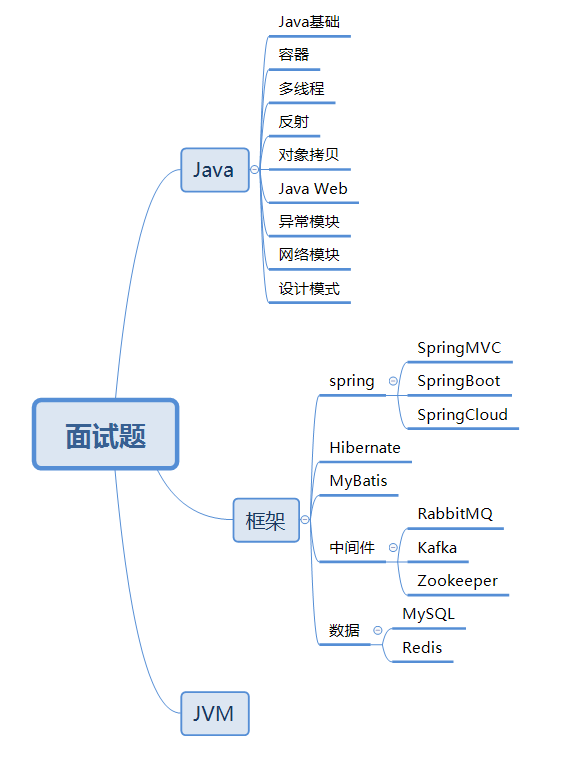 面试题
Java
Java基础
容器
多线程
反射
对象拷贝
Java Web
异常模块
网络模块
设计模式
框架
spring
SpringMVC
SpringBoot
SpringCloud
Hibernate
MyBatis
中间件
RabbitMQ
Kafka
Zookeeper
数据
MySQL
Redis
JVM